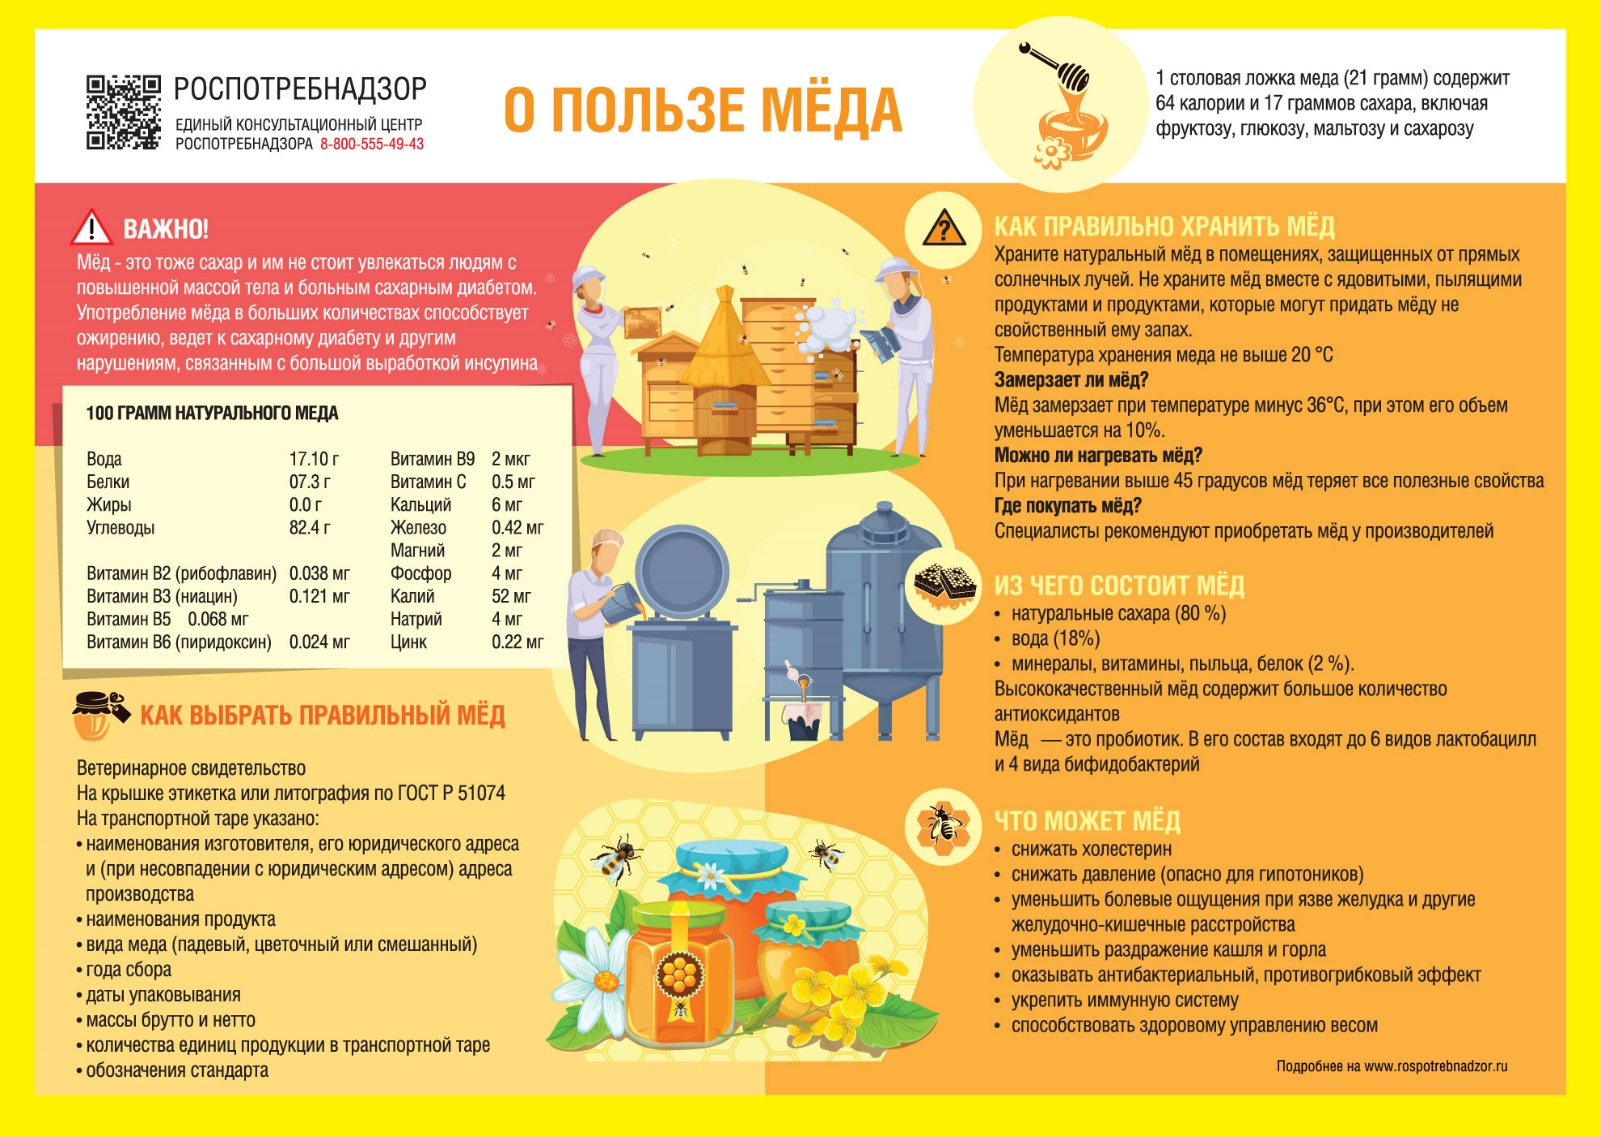 РОСПОТРЕБНАДЗОР
ЕДИНЫЙ КОНСУЛЬТАЦИОННЫЙ ЦЕНТР
РОСПОТРЕБНАДЗОРА 8-800-555-49-43
О ПОЛЬЗЕ МЁДА
1 столовая ложка меда (21 грамм) содержит
64 калории и 17 граммов сахара, включая
фруктозу, глюкозу, мальтозу и сахарозу
ВАЖНО!
Мёд - это тоже сахар и им не стоит увлекаться людям с
повышенной массой тела и больным сахарным диабетом.
Употребление мёда в больших количествах способствует
ожирению, ведет к сахарному диабету и другим
нарушениям, связанным с большой выработкой инсулина
100 ГРАММ НАТУРАЛЬНОГО МЕДА
Вода 17.10 г
Белки 07.3 г
Жиры 0.0 г
Углеводы 82.4 г
Витамин В2 (рибофлавин) 0.038 мг
Витамин В3 (ниацин) 0.121 мг
Витамин В5 0.068 мг
Витамин В6 (пиридоксин) 0.024 мг
Витамин В9 2 мкг
Витамин С 0.5 мг
Кальций 6 мг
Железо 0.42 мг
Магний 2 мг
Фосфор 4 мг
Калий 52 мг
Натрий 4 мг
Цинк 0.22 мг
КАК ВЫБРАТЬ ПРАВИЛЬНЫЙ МЁД
Ветеринарное свидетельство
На крышке этикетка или литография по ГОСТ Р 51074
На транспортной таре указано:
• наименования изготовителя, его юридического адреса
и (при несовпадении с юридическим адресом) адреса
производства
• наименования продукта
• вида меда (падевый, цветочный или смешанный)
• года сбора
• даты упаковывания
• массы брутто и нетто
• количества единиц продукции в транспортной таре
• обозначения стандарта
?
КАК ПРАВИЛЬНО ХРАНИТЬ МЁД
Храните натуральный мёд в помещениях, защищенных от прямых
солнечных лучей. Не храните мёд вместе с ядовитыми, пылящими
продуктами и продуктами, которые могут придать мёду не
свойственный ему запах.
Температура хранения меда не выше 20 °С
Замерзает ли мёд?
Мёд замерзает при температуре минус 36°С, при этом его объем
уменьшается на 10%.
Можно ли нагревать мёд?
При нагревании выше 45 градусов мёд теряет все полезные свойства
Где покупать мёд?
Специалисты рекомендуют приобретать мёд у производителей
ИЗ ЧЕГО СОСТОИТ МЁД
• натуральные сахара (80 %)
• вода (18%)
• минералы, витамины, пыльца, белок (2 %).
Высококачественный мёд содержит большое количество
антиоксидантов
Мёд — это пробиотик. В его состав входят до 6 видов лактобацилл
и 4 вида бифидобактерий
ЧТО МОЖЕТ МЁД
• снижать холестерин
• снижать давление (опасно для гипотоников)
• уменьшить болевые ощущения при язве желудка и другие
желудочно-кишечные расстройства
• уменьшить раздражение кашля и горла
• оказывать антибактериальный, противогрибковый эффект
• укрепить иммунную систему
• способствовать здоровому управлению весом
Подробнее на www.rospotrebnadzor.ru